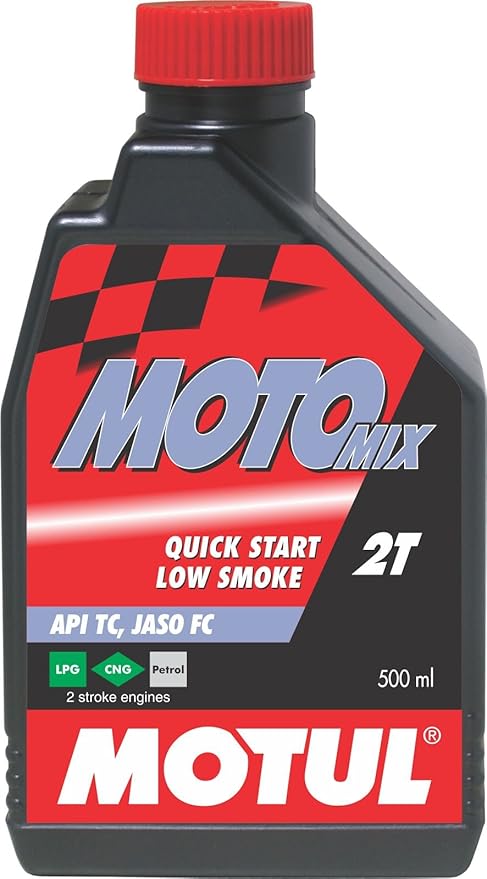 MOTO MIX
QUICK START
LOW SMOKE
2T
API TC, JASO FC
LPG CNG Petrol
2 stroke engines
500 ml
MOTUL®